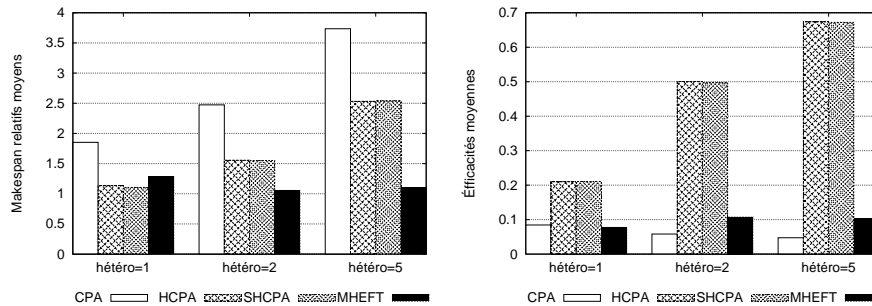 Makespan relatifs moyens
4
3.5
3
2.5
2
1.5
1
0.5
0
hétéro=1 hétéro=2 hétéro=5
CPA HCPA SHCPA MHEFT
Éfficacités moyennes
0.7
0.6
0.5
0.4
0.3
0.2
0.1
0
hétéro=1 hétéro=2 hétéro=5
CPA HCPA SHCPA MHEFT